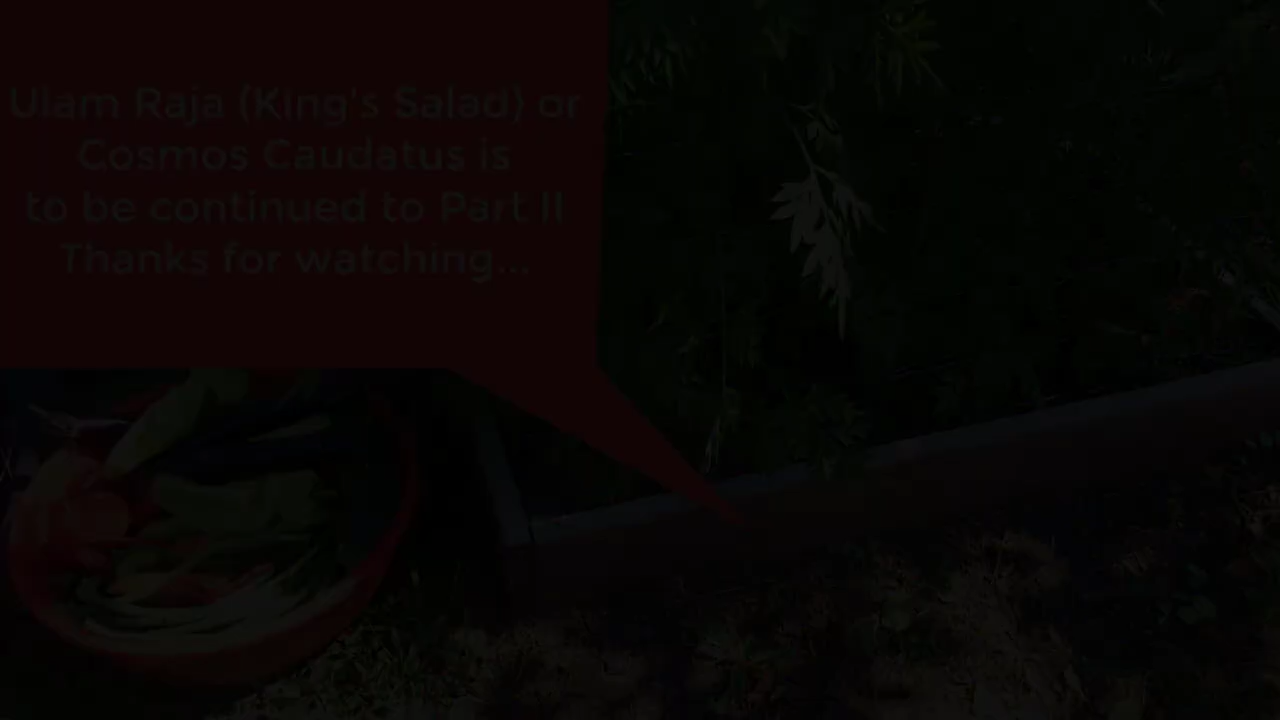 Ulam Raja (King's Salad) or
Cosmos Caudatus is
to be continued to Part II
Thanks for watching...